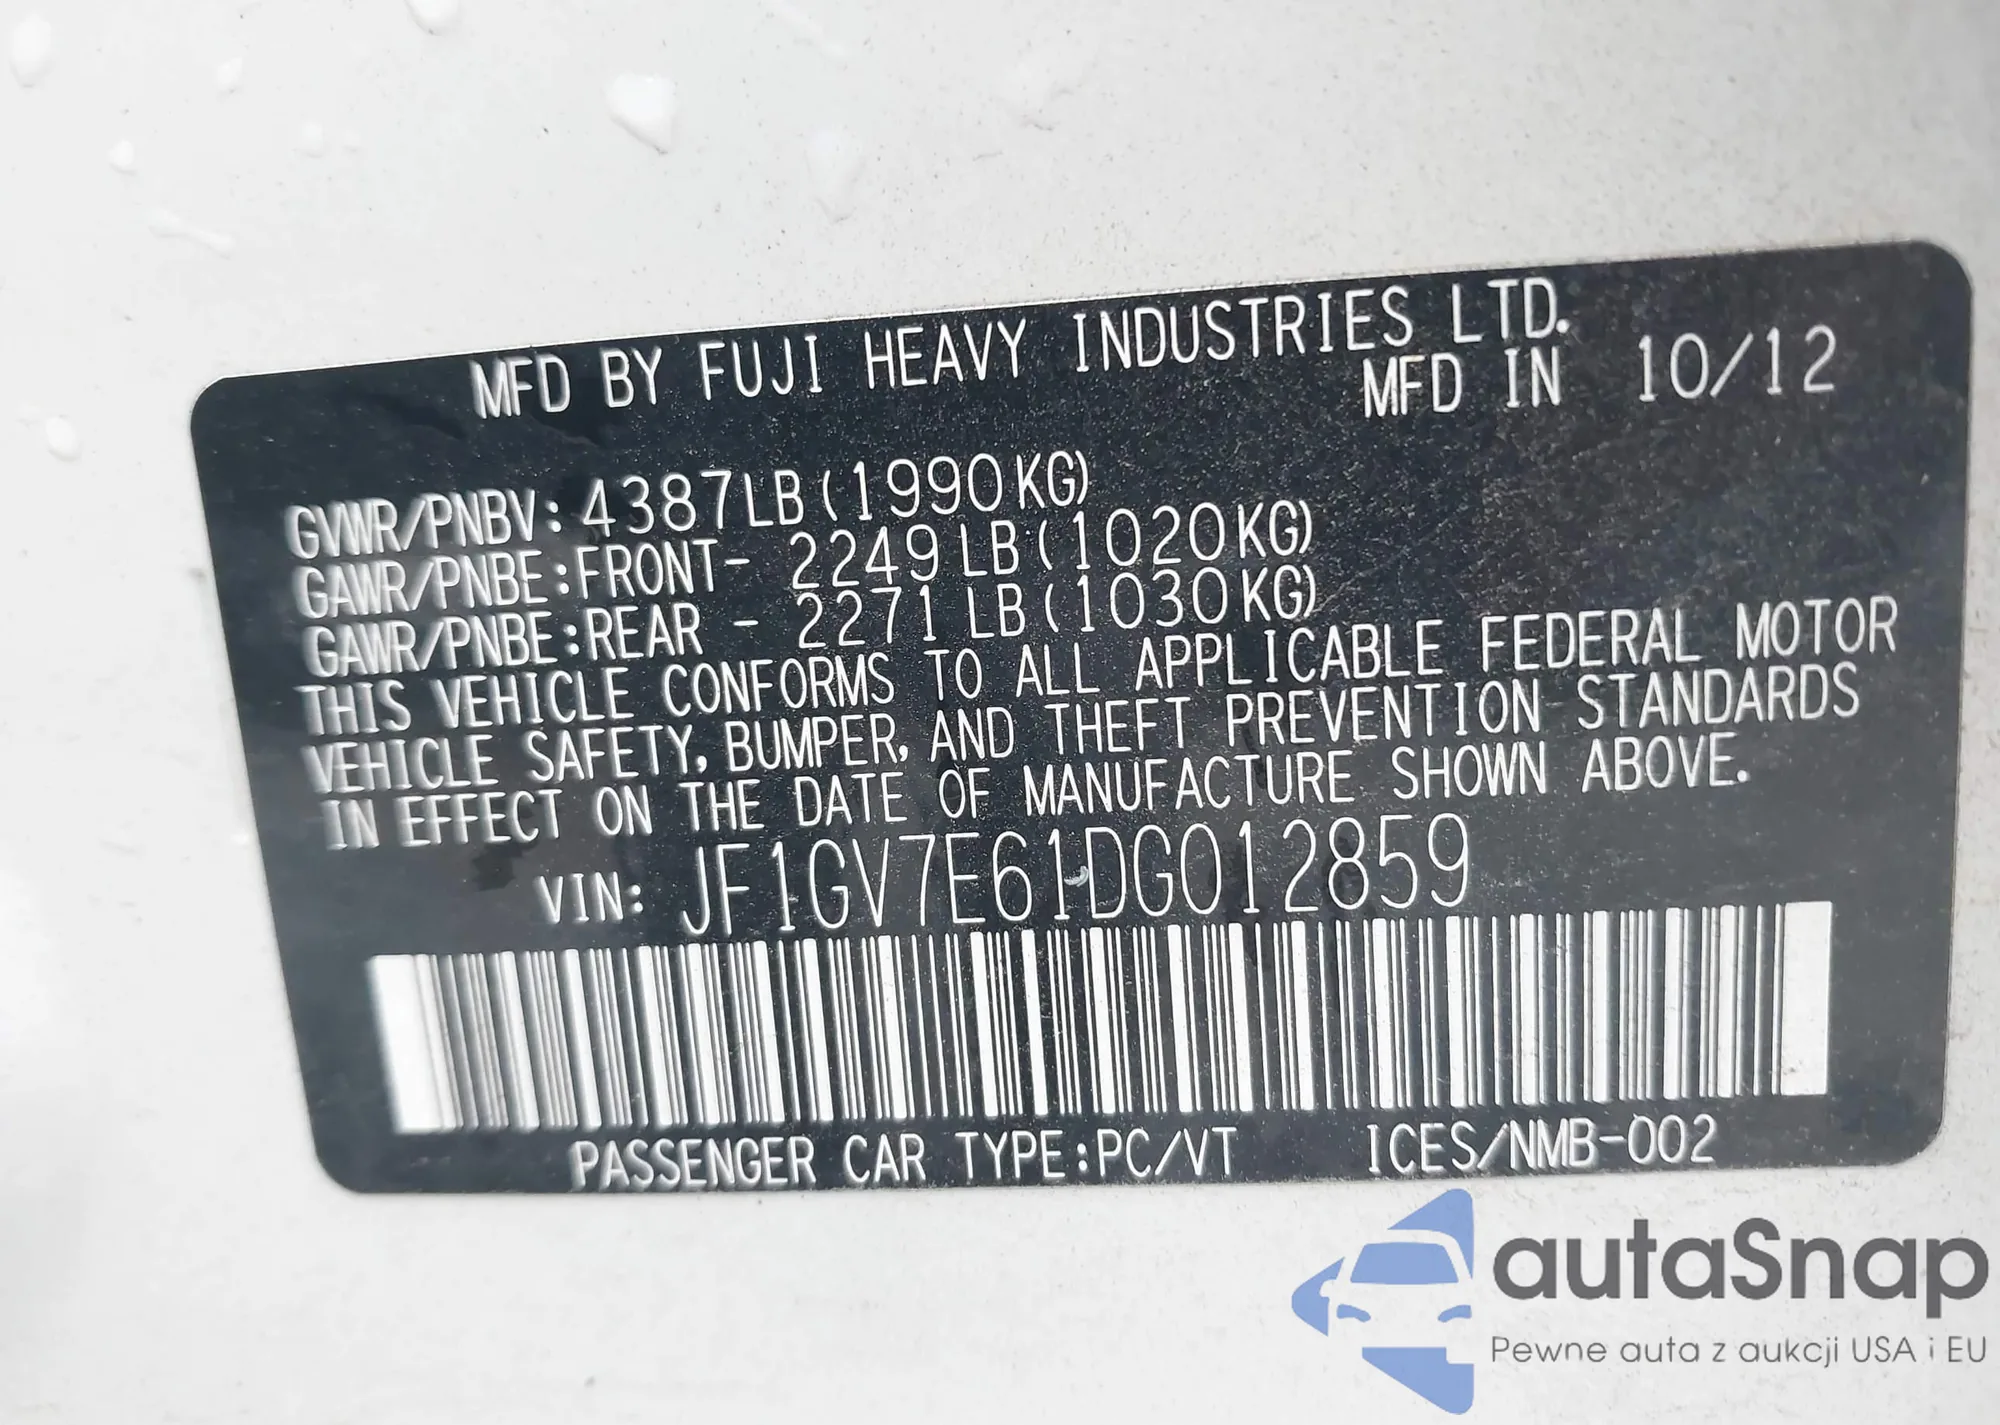 MFD BY FUJI HEAVY INDUSTRIES LTD.
MFD IN 10/12
GVWR/PNBV: 4387LB(1990KG)
GAWR/PNBE:FRONT- 2249LB(1020KG)
GAWR/PNBE:REAR - 2271LB(1030KG)
THIS VEHICLE CONFORMS TO ALL APPLICABLE FEDERAL MOTOR
VEHICLE SAFETY, BUMPER, AND THEFT PREVENTION STANDARDS
IN EFFECT ON THE DATE OF MANUFACTURE SHOWN ABOVE.
VIN: JF1GV7E61DG012859
PASSENGER CAR TYPE:PC/VT ICES/NMB-002
autaSnap
Pewne auta z aukcji USA i EU